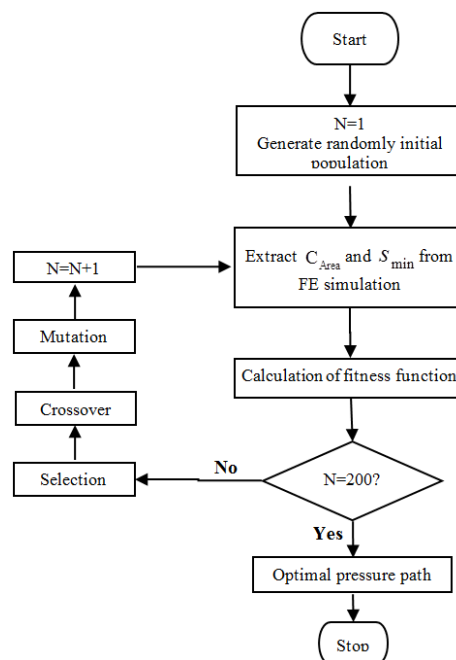 Start
N=1
Generate randomly initial
population
Extract C_Area and S_min from
FE simulation
N=N+1
Mutation
Calculation of fitness function
Crossover
Selection
No
N=200?
Yes
Optimal pressure path
Stop